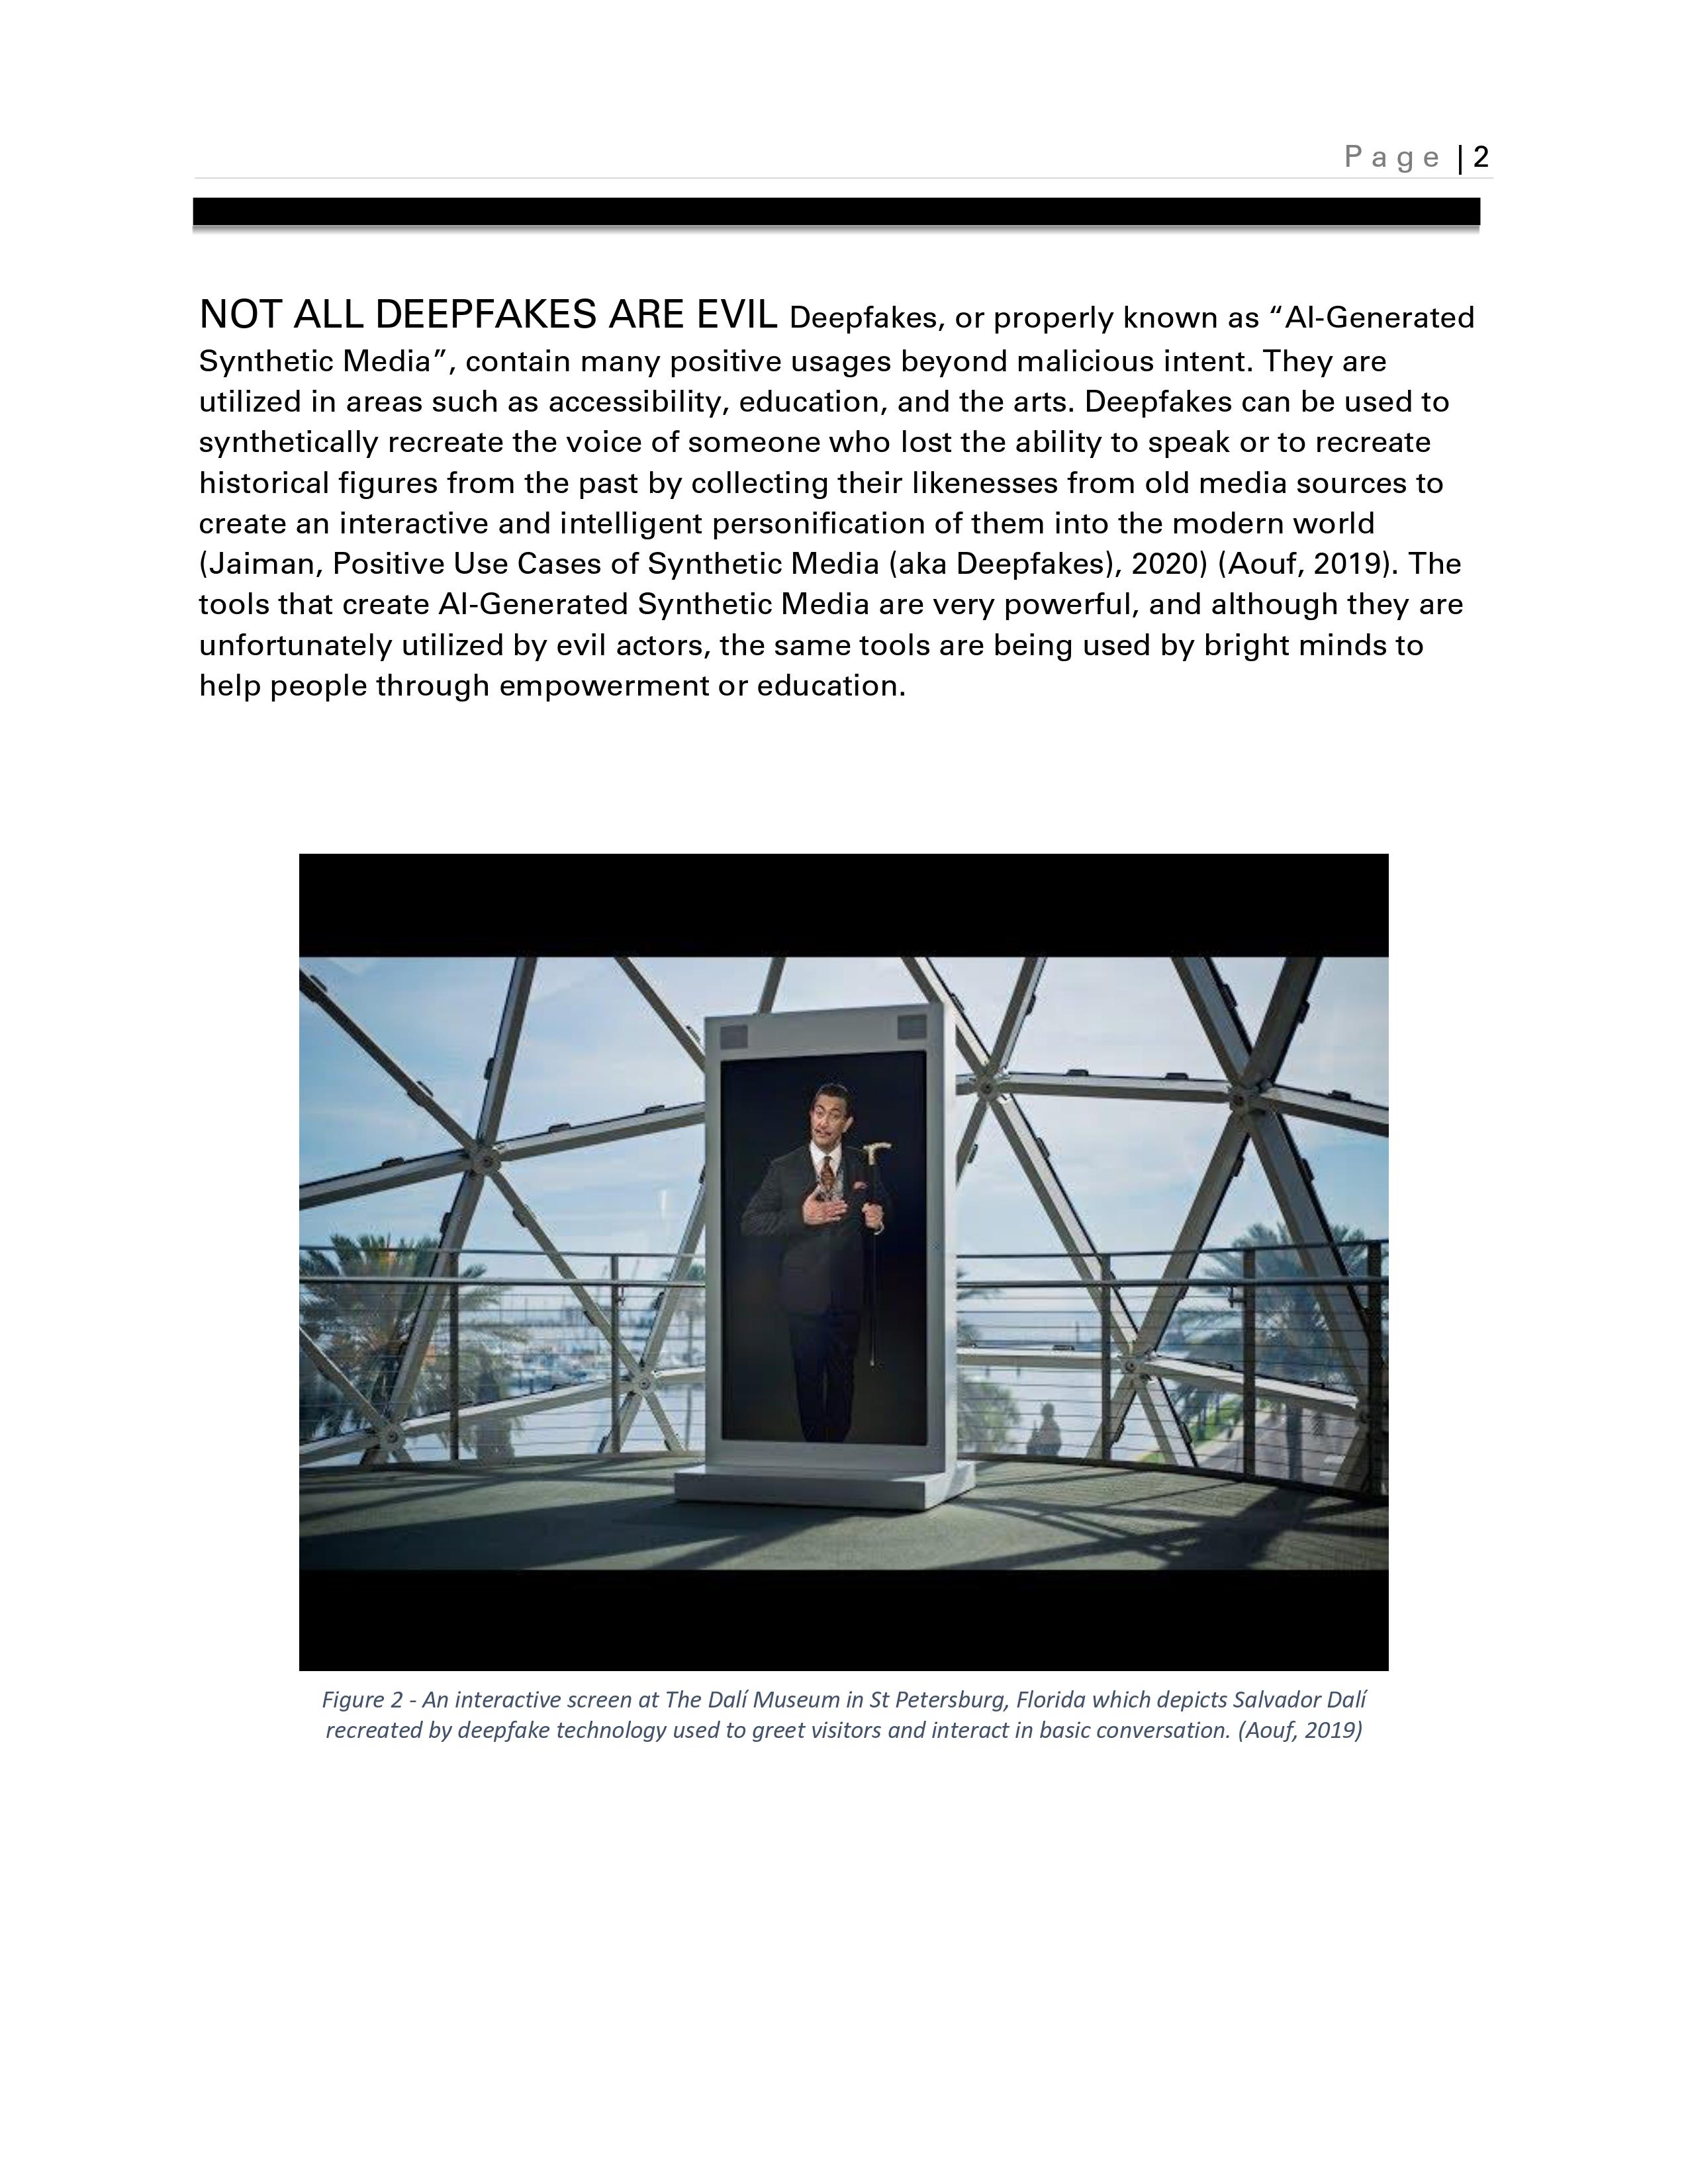 Page | 2
NOT ALL DEEPFAKES ARE EVIL Deepfakes, or properly known as “AI-Generated
Synthetic Media”, contain many positive usages beyond malicious intent. They are
utilized in areas such as accessibility, education, and the arts. Deepfakes can be used to
synthetically recreate the voice of someone who lost the ability to speak or to recreate
historical figures from the past by collecting their likenesses from old media sources to
create an interactive and intelligent personification of them into the modern world
(Jaiman, Positive Use Cases of Synthetic Media (aka Deepfakes), 2020) (Aouf, 2019). The
tools that create AI-Generated Synthetic Media are very powerful, and although they are
unfortunately utilized by evil actors, the same tools are being used by bright minds to
help people through empowerment or education.
Figure 2 - An interactive screen at The Dalí Museum in St Petersburg, Florida which depicts Salvador Dalí
recreated by deepfake technology used to greet visitors and interact in basic conversation. (Aouf, 2019)